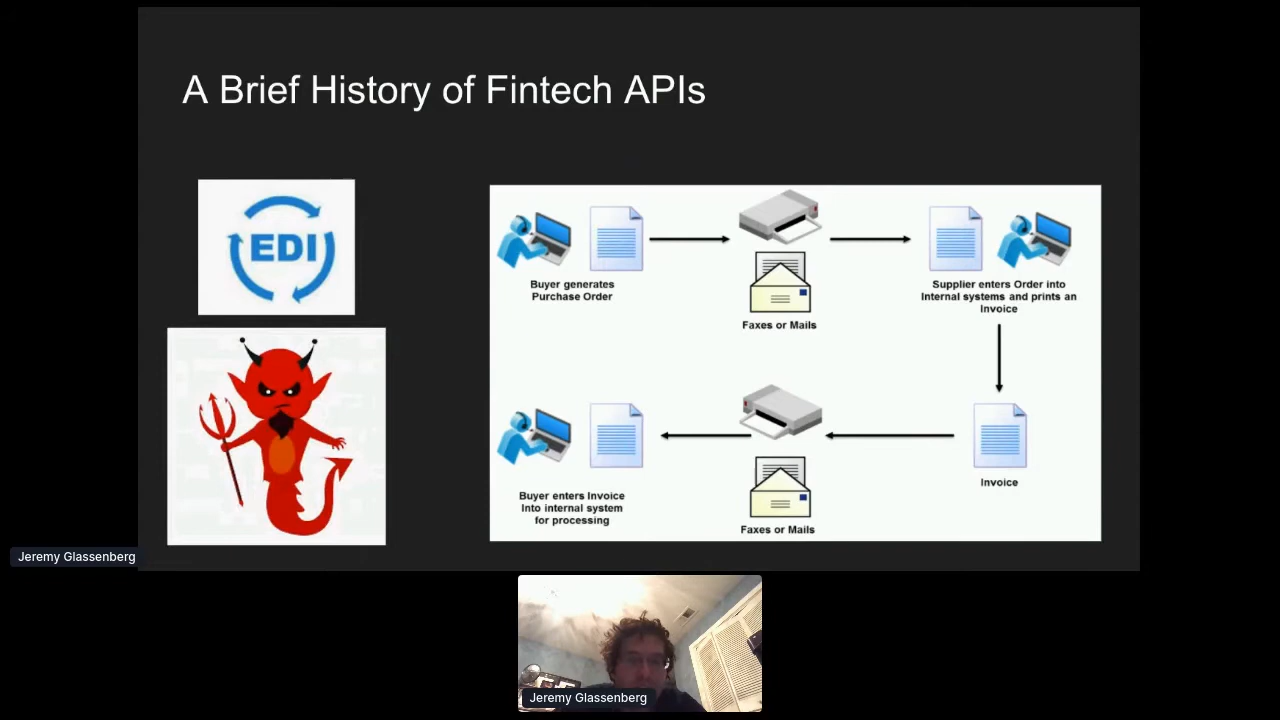 A Brief History of Fintech APIs
EDI
Buyer generates
Purchase Order
Faxes or Mails
Supplier enters Order into
Internal systems and prints an
Invoice
Buyer enters Invoice
Into internal system
for processing
Faxes or Mails
Invoice
Jeremy Glassenberg
Jeremy Glassenberg